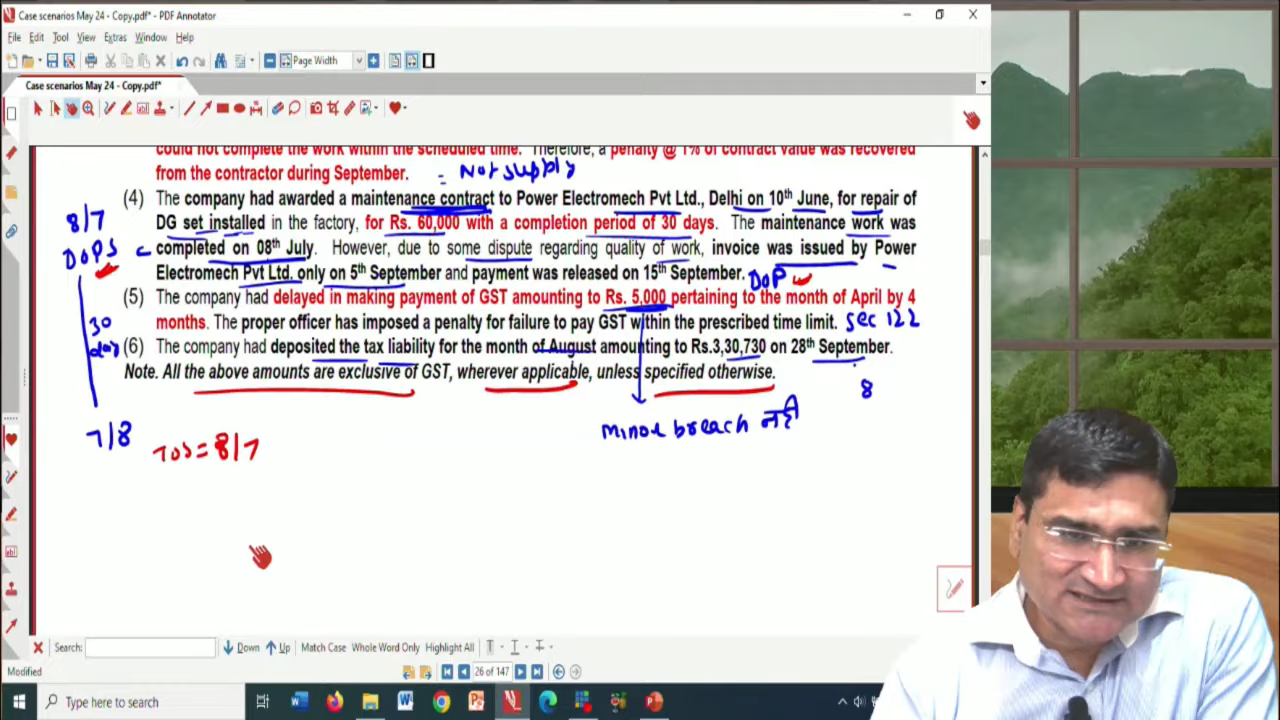 Case scenarios May 24 - Copy.pdf* - PDF Annotator
File Edit Tool View Extras Window Help
Page Width
Case scenarios May 24 - Copy.pdf*
could not complete the work within the scheduled time. Therefore, a penalty @ 1% of contract value was recovered
from the contractor during September. = Not supply
(4) The company had awarded a maintenance contract to Power Electromech Pvt Ltd., Delhi on 10th June, for repair of
8/7 DG set installed in the factory, for Rs. 60,000 with a completion period of 30 days. The maintenance work was
DOPS completed on 08th July. However, due to some dispute regarding quality of work, invoice was issued by Power
Electromech Pvt Ltd. only on 5th September and payment was released on 15th September. DOP
(5) The company had delayed in making payment of GST amounting to Rs. 5,000 pertaining to the month of April by 4
30 months. The proper officer has imposed a penalty for failure to pay GST within the prescribed time limit. Sec 122
days (6) The company had deposited the tax liability for the month of August amounting to Rs.3,30,730 on 28th September.
Note. All the above amounts are exclusive of GST, wherever applicable, unless specified otherwise.
8
minor breach नहीं
7/8 TOS = 8/7
Search: Down Up Match Case Whole Word Only Highlight All
Modified 26 of 147
Type here to search